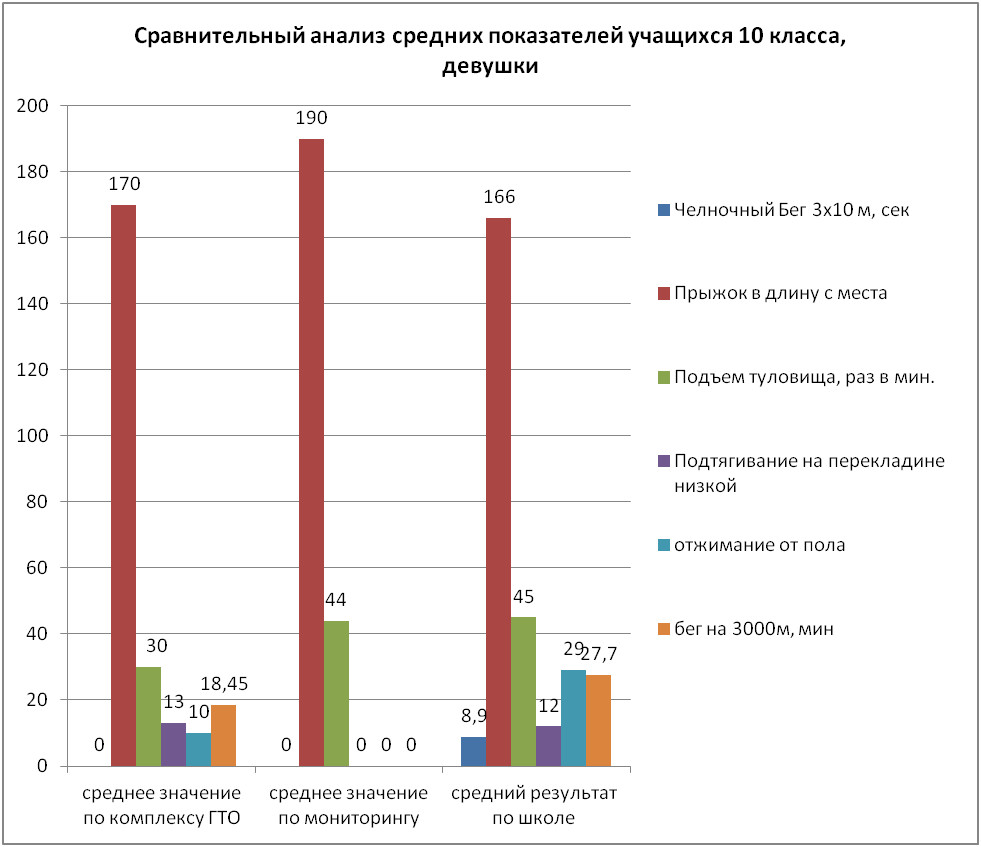 Сравнительный анализ средних показателей учащихся 10 класса,
девушки
200
180
160
140
120
100
80
60
40
20
0
0
170
30
13
10
18,45
0
190
44
0
0
0
8,9
166
45
12
29
27,7
среднее значение
по комплексу ГТО
среднее значение
по мониторингу
средний результат
по школе
Челночный Бег 3х10 м, сек
Прыжок в длину с места
Подъем туловища, раз в мин.
Подтягивание на перекладине
низкой
отжимание от пола
бег на 3000м, мин